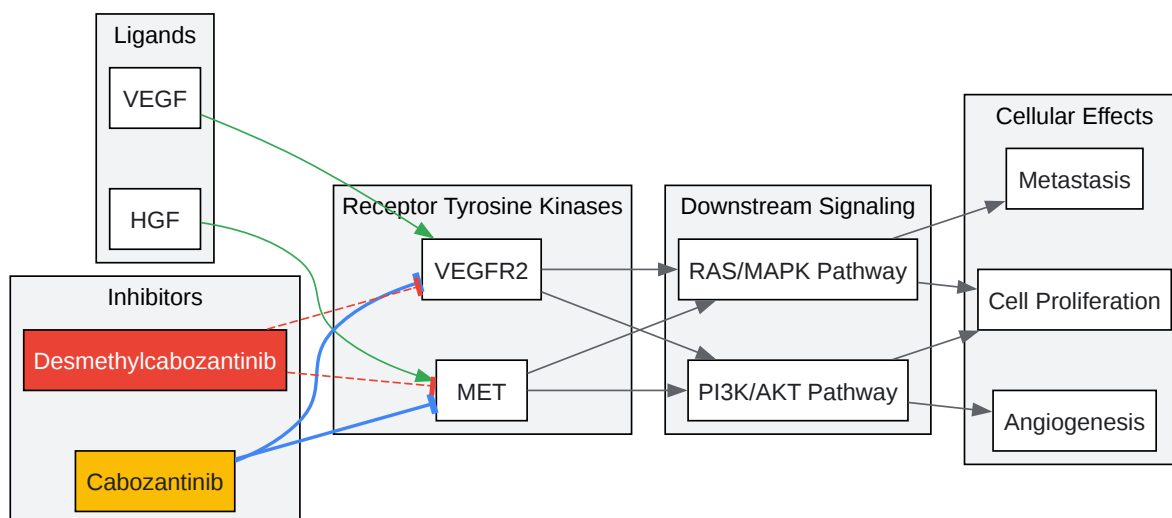 Ligands
VEGF
HGF
Inhibitors
Desmethylcabozantinib
Cabozantinib
Receptor Tyrosine Kinases
VEGFR2
MET
Downstream Signaling
RAS/MAPK Pathway
PI3K/AKT Pathway
Cellular Effects
Metastasis
Cell Proliferation
Angiogenesis